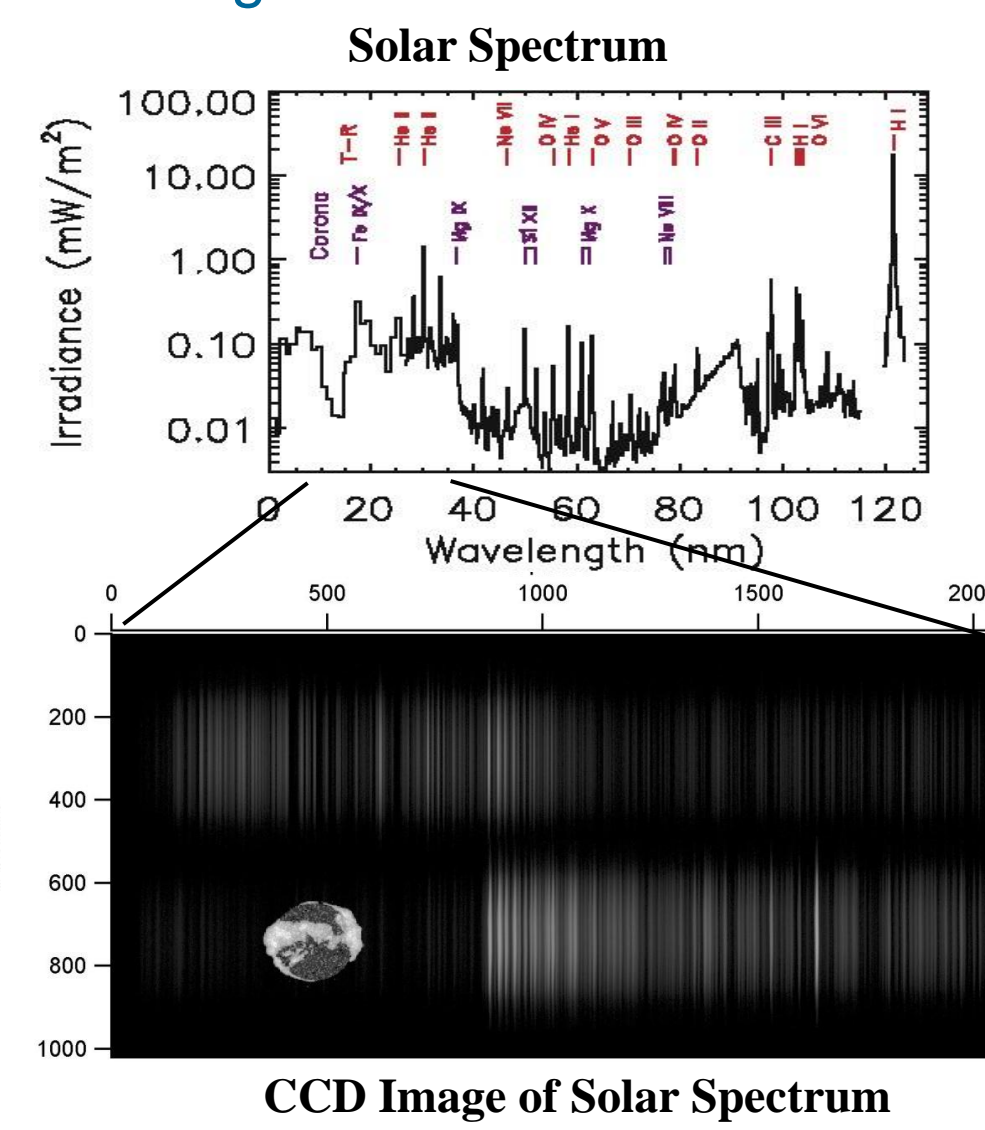 Solar Spectrum
Irradiance (mW/m²)
100.00
10.00
1.00
0.10
0.01
T-R
He II
He II
Ne VII
O IV
He I
O V
O III
O IV
O II
C III
H I
O VI
H I
Corona
Fe IX/X
Mg IX
Si XII
Mg X
Ne VIII
0 20 40 60 80 100 120
Wavelength (nm)
0 500 1000 1500
0
200
400
600
800
1000
CCD Image of Solar Spectrum